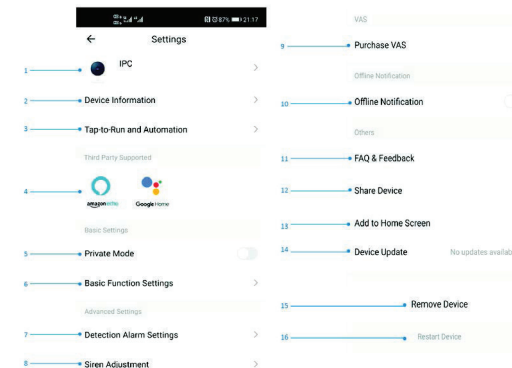 87% 21:17
Settings
1 IPC
2 Device Information
3 Tap-to-Run and Automation
Third Party Supported
4
amazon echo Google Home
Basic Settings
5 Private Mode
6 Basic Function Settings
Advanced Settings
7 Detection Alarm Settings
8 Siren Adjustment
VAS
9 Purchase VAS
Offline Notification
10 Offline Notification
Others
11 FAQ & Feedback
12 Share Device
13 Add to Home Screen
14 Device Update No updates availab
15 Remove Device
16 Restart Device